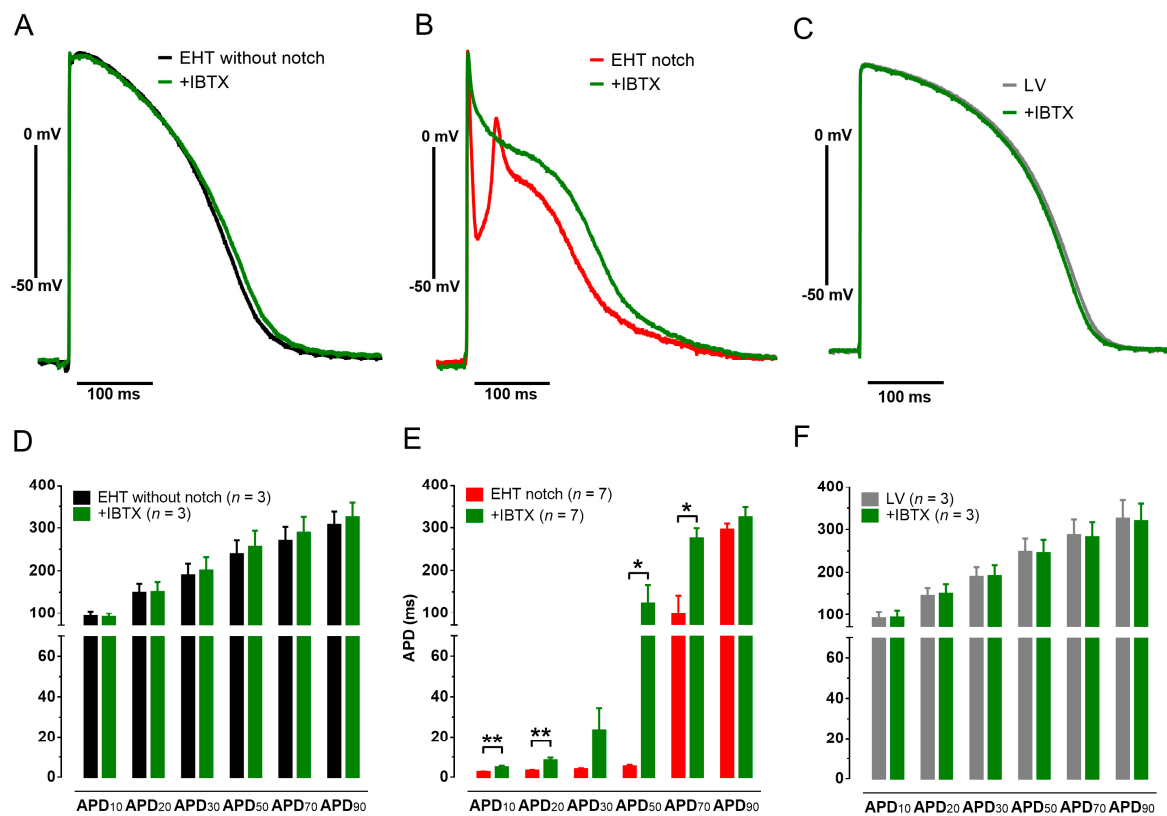 A
EHT without notch
+IBTX
0 mV
-50 mV
100 ms
B
EHT notch
+IBTX
0 mV
-50 mV
100 ms
C
LV
+IBTX
0 mV
-50 mV
100 ms
D
EHT without notch (n = 3)
+IBTX (n = 3)
400
300
200
100
60
40
20
0
APD10 APD20 APD30 APD50 APD70 APD90
E
EHT notch (n = 7)
+IBTX (n = 7)
APD (ms)
400
300
200
100
60
40
20
0
** ** * *
APD10 APD20 APD30 APD50 APD70 APD90
F
LV (n = 3)
+IBTX (n = 3)
400
300
200
100
60
40
20
0
APD10 APD20 APD30 APD50 APD70 APD90